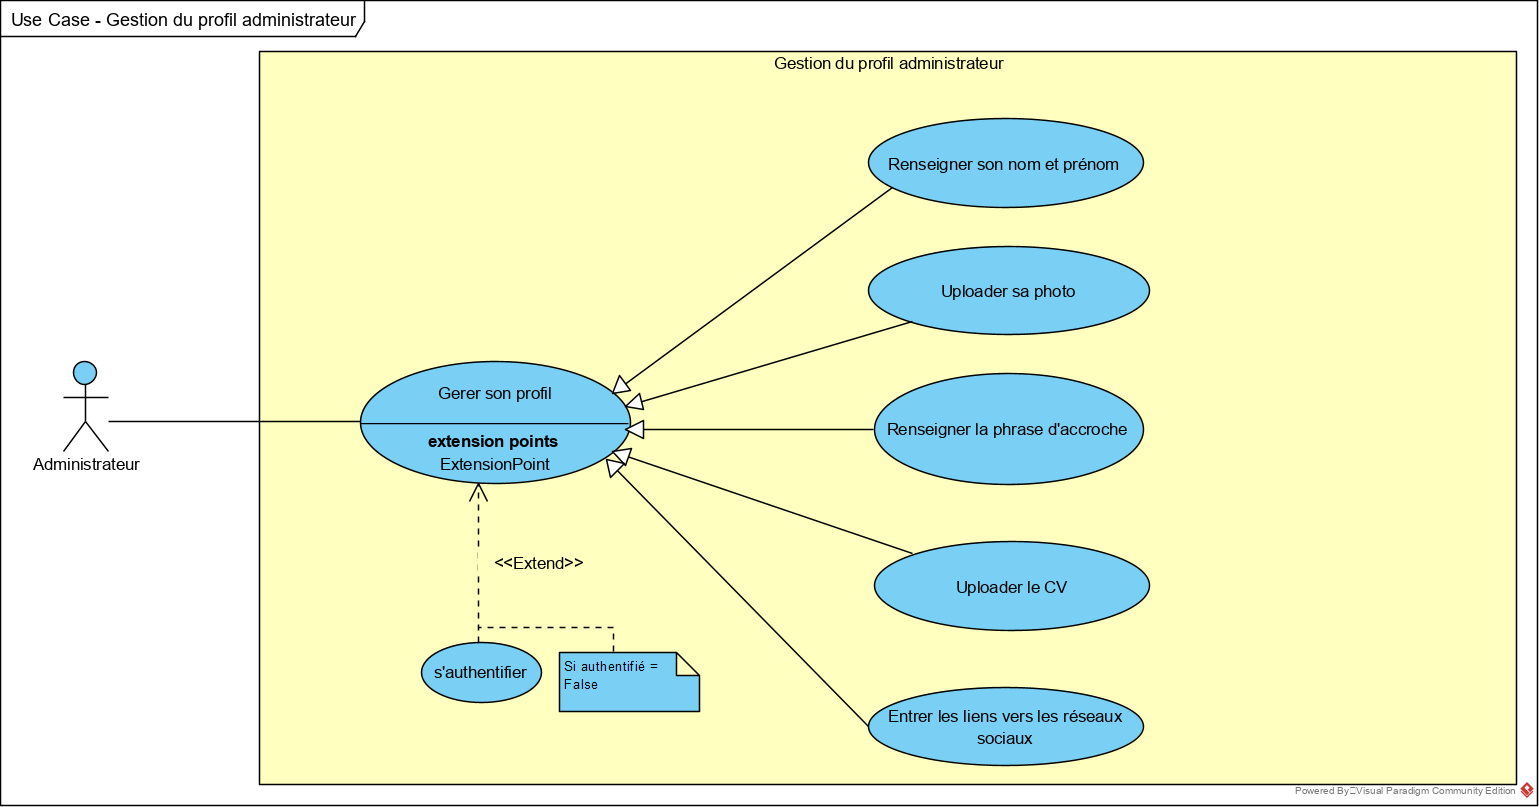 Use Case - Gestion du profil administrateur
Gestion du profil administrateur
Renseigner son nom et prénom
Uploader sa photo
Gerer son profil
extension points
ExtensionPoint
Renseigner la phrase d'accroche
Administrateur
<<Extend>>
Uploader le CV
s'authentifier
Si authentifié =
False
Entrer les liens vers les réseaux
sociaux
Powered By Visual Paradigm Community Edition